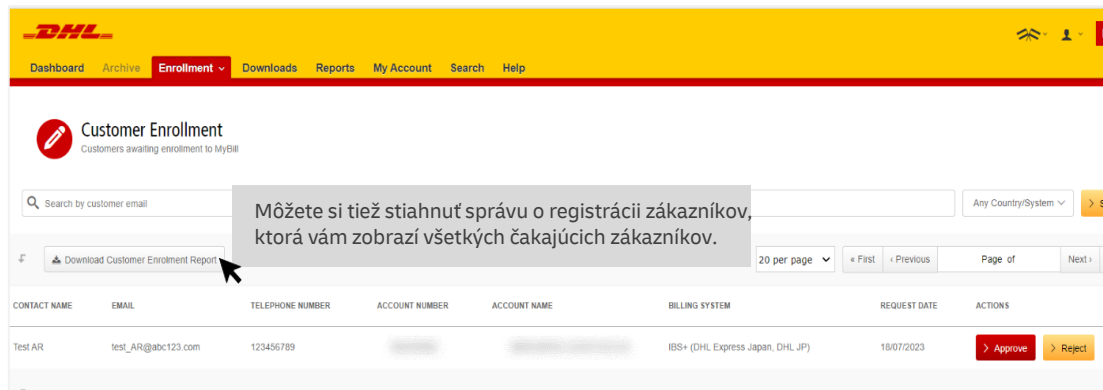 DHL
Dashboard Archive Enrollment Downloads Reports My Account Search Help
Customer Enrollment
Customers awaiting enrollment to MyBill
Search by customer email
Any Country/System
Môžete si tiež stiahnuť správu o registrácii zákazníkov,
ktorá vám zobrazí všetkých čakajúcich zákazníkov.
Download Customer Enrolment Report
20 per page « First ‹ Previous Page of Next ›
CONTACT NAME EMAIL TELEPHONE NUMBER ACCOUNT NUMBER ACCOUNT NAME BILLING SYSTEM REQUEST DATE ACTIONS
Test AR test_AR@abc123.com 123456789 IBS+ (DHL Express Japan, DHL JP) 18/07/2023 > Approve > Reject